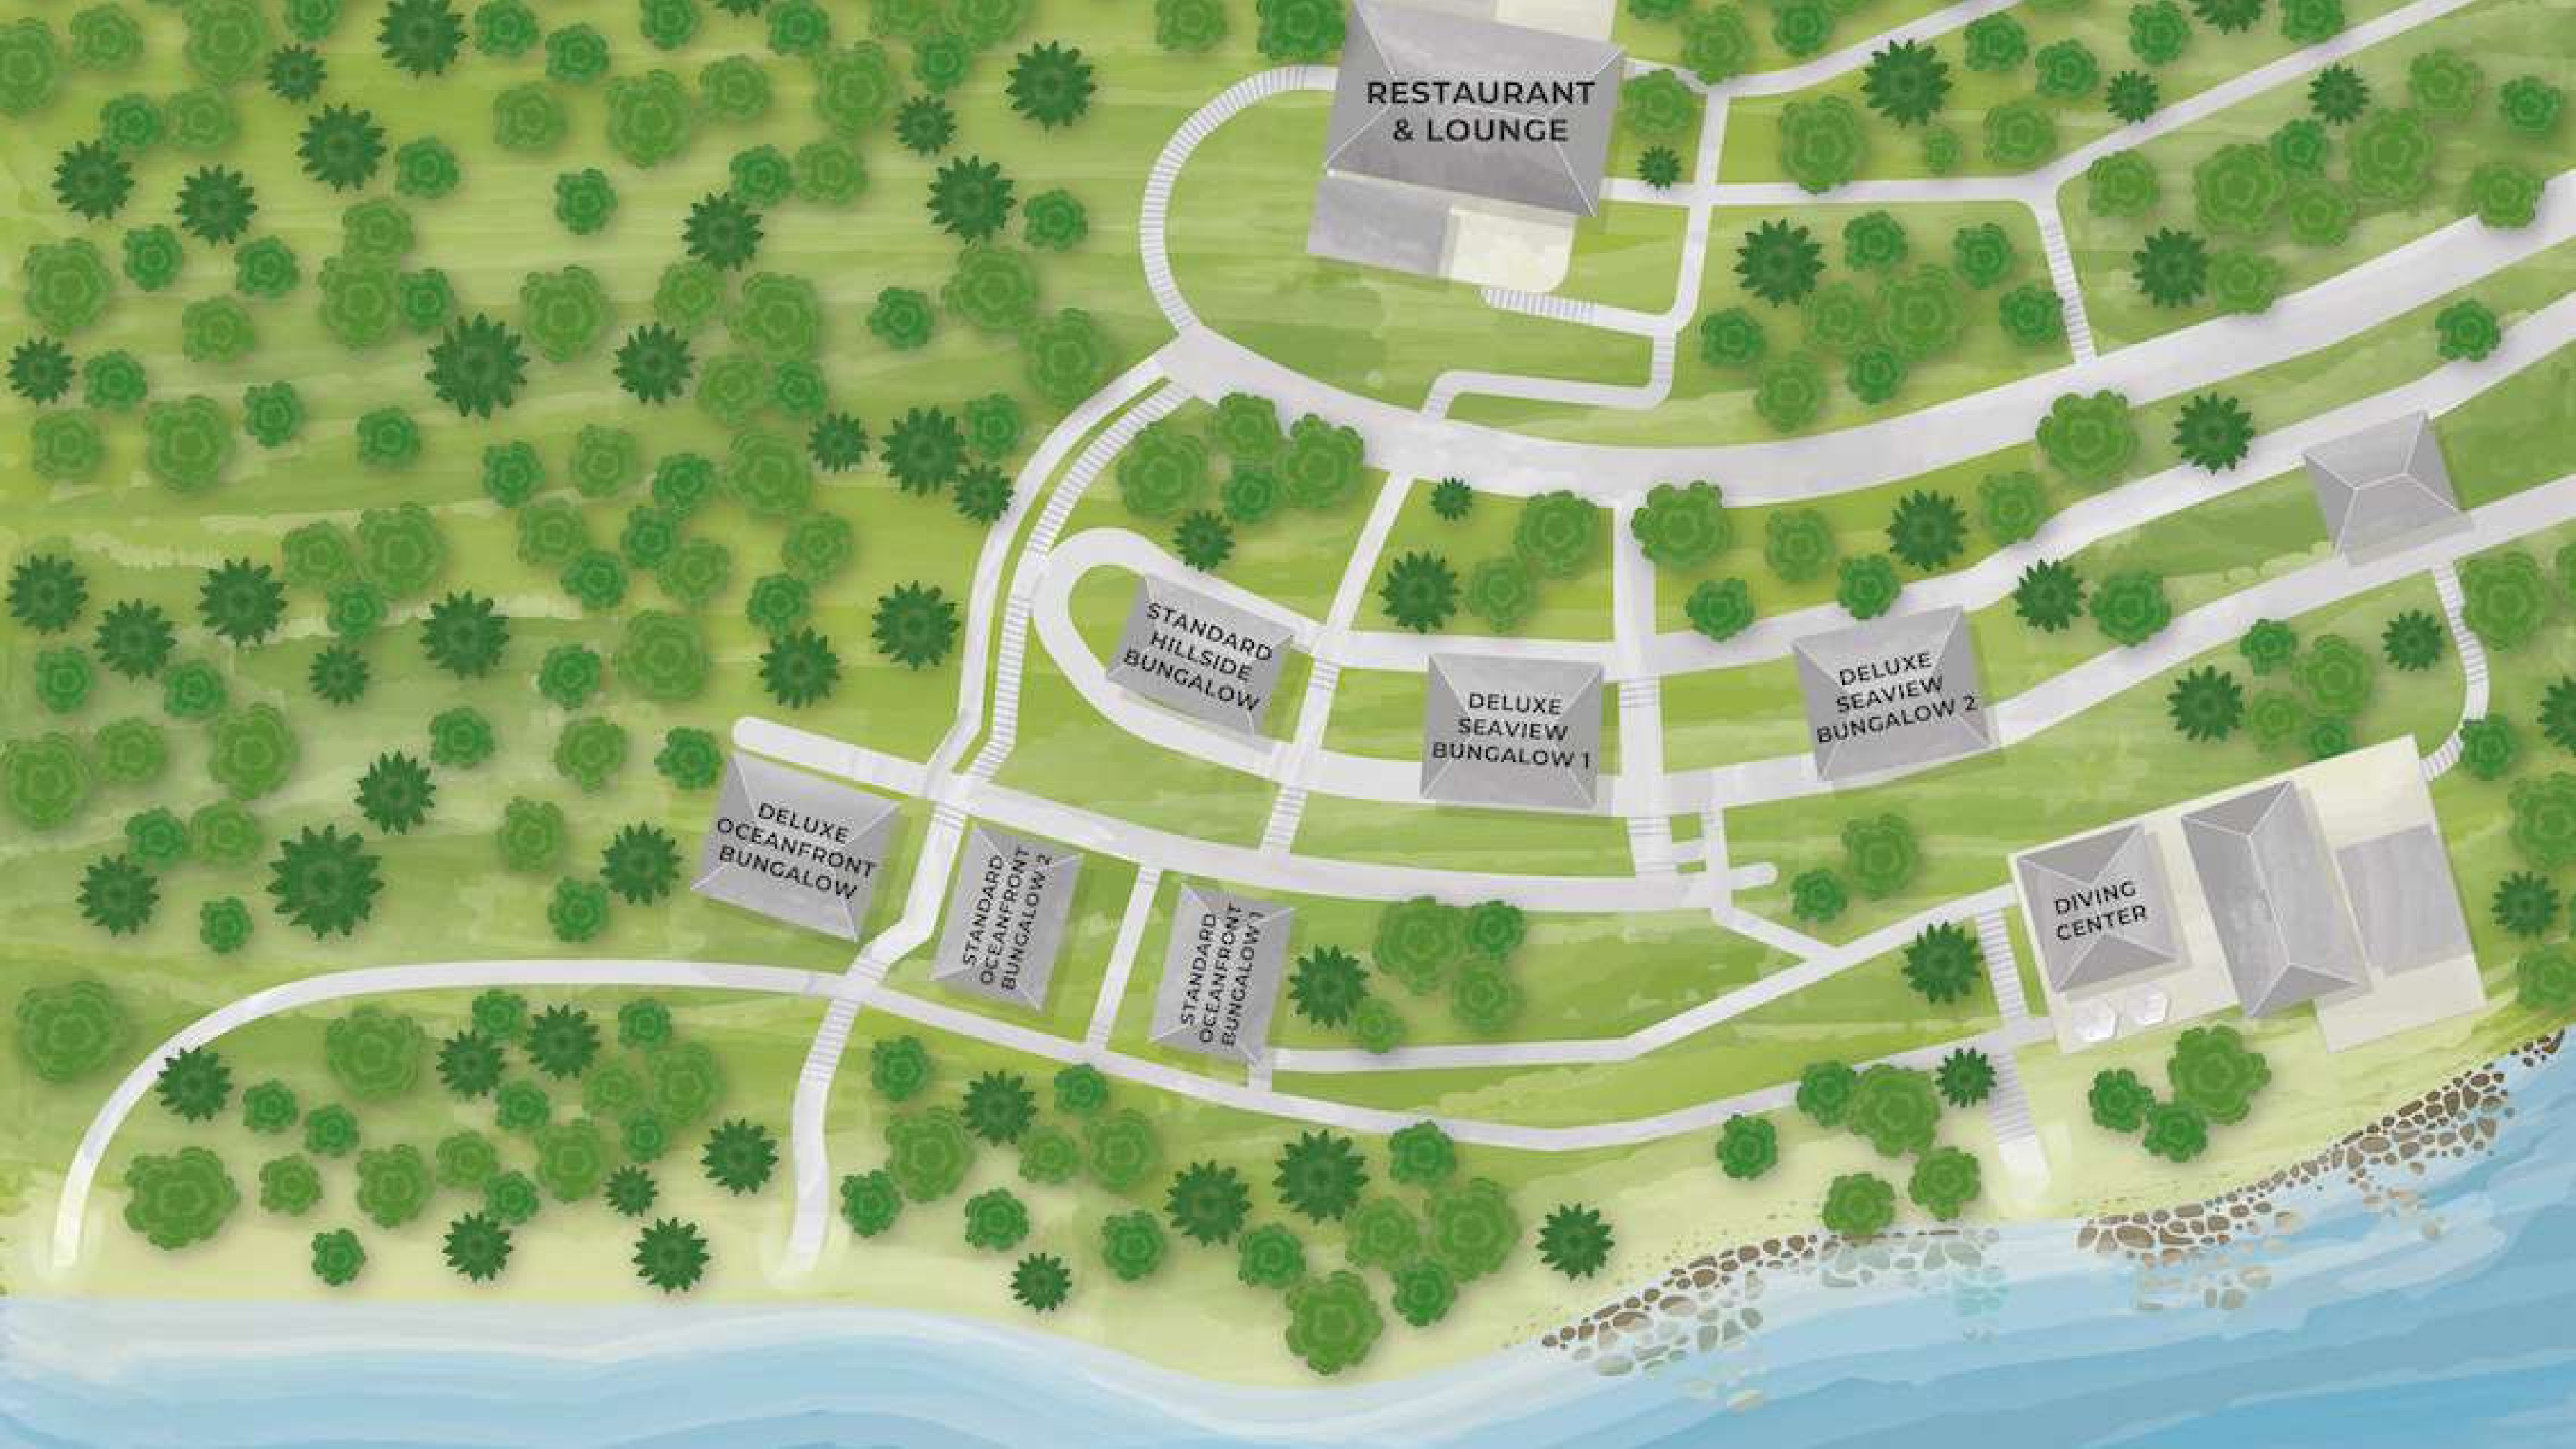 RESTAURANT
& LOUNGE
STANDARD
HILLSIDE
BUNGALOW
DELUXE
SEAVIEW
BUNGALOW 1
DELUXE
SEAVIEW
BUNGALOW 2
DELUXE
OCEANFRONT
BUNGALOW
STANDARD
OCEANFRONT
BUNGALOW 2
STANDARD
OCEANFRONT
BUNGALOW 1
DIVING
CENTER